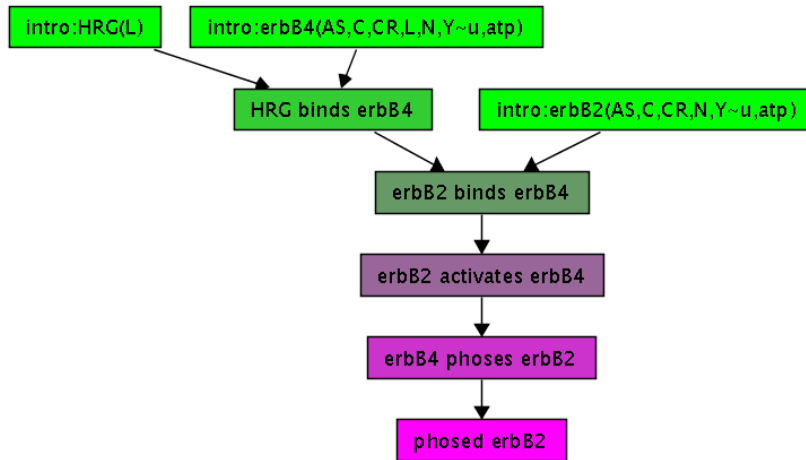 intro:HRG(L)
intro:erbB4(AS,C,CR,L,N,Y~u,atp)
HRG binds erbB4
intro:erbB2(AS,C,CR,N,Y~u,atp)
erbB2 binds erbB4
erbB2 activates erbB4
erbB4 phoses erbB2
phosed erbB2